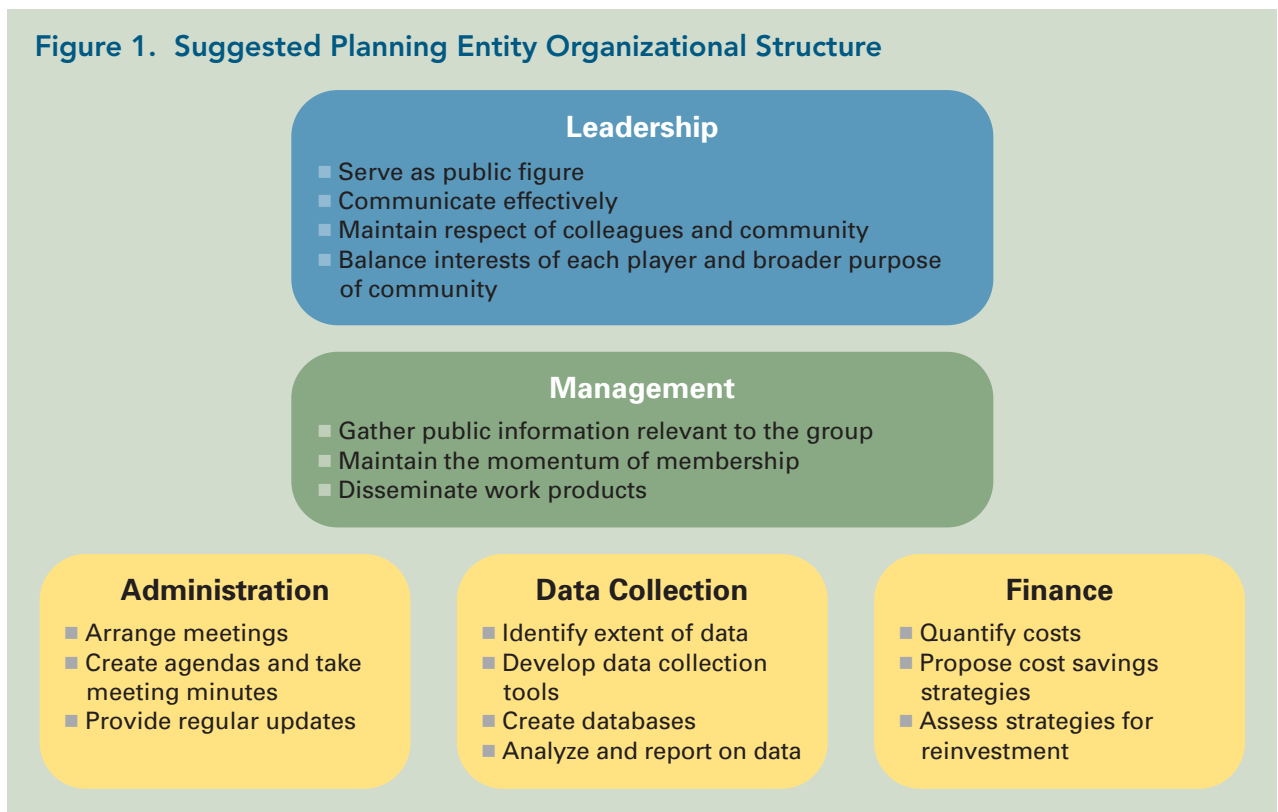 Figure 1. Suggested Planning Entity Organizational Structure
Leadership
■ Serve as public figure
■ Communicate effectively
■ Maintain respect of colleagues and community
■ Balance interests of each player and broader purpose
of community
Management
■ Gather public information relevant to the group
■ Maintain the momentum of membership
■ Disseminate work products
Administration
■ Arrange meetings
■ Create agendas and take
meeting minutes
■ Provide regular updates
Data Collection
■ Identify extent of data
■ Develop data collection
tools
■ Create databases
■ Analyze and report on data
Finance
■ Quantify costs
■ Propose cost savings
strategies
■ Assess strategies for
reinvestment